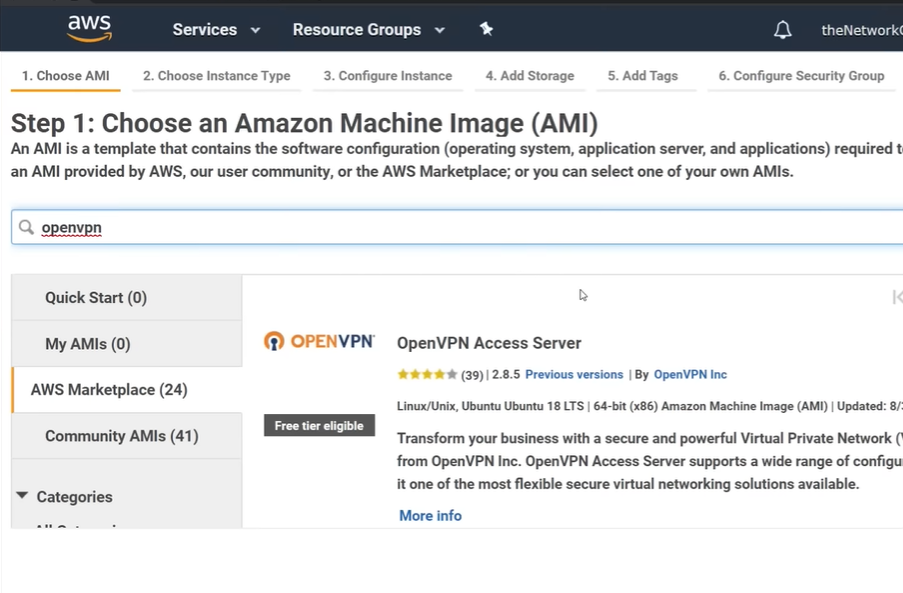 aws Services Resource Groups theNetworkC
1. Choose AMI 2. Choose Instance Type 3. Configure Instance 4. Add Storage 5. Add Tags 6. Configure Security Group
Step 1: Choose an Amazon Machine Image (AMI)
An AMI is a template that contains the software configuration (operating system, application server, and applications) required
an AMI provided by AWS, our user community, or the AWS Marketplace; or you can select one of your own AMIs.
openvpn
Quick Start (0)
My AMIs (0)
AWS Marketplace (24)
Community AMIs (41)
Categories
OPENVPN
Free tier eligible
OpenVPN Access Server
(39) | 2.8.5 Previous versions | By OpenVPN Inc
Linux/Unix, Ubuntu Ubuntu 18 LTS | 64-bit (x86) Amazon Machine Image (AMI) | Updated: 8/3
Transform your business with a secure and powerful Virtual Private Network (
from OpenVPN Inc. OpenVPN Access Server supports a wide range of configu
it one of the most flexible secure virtual networking solutions available.
More info